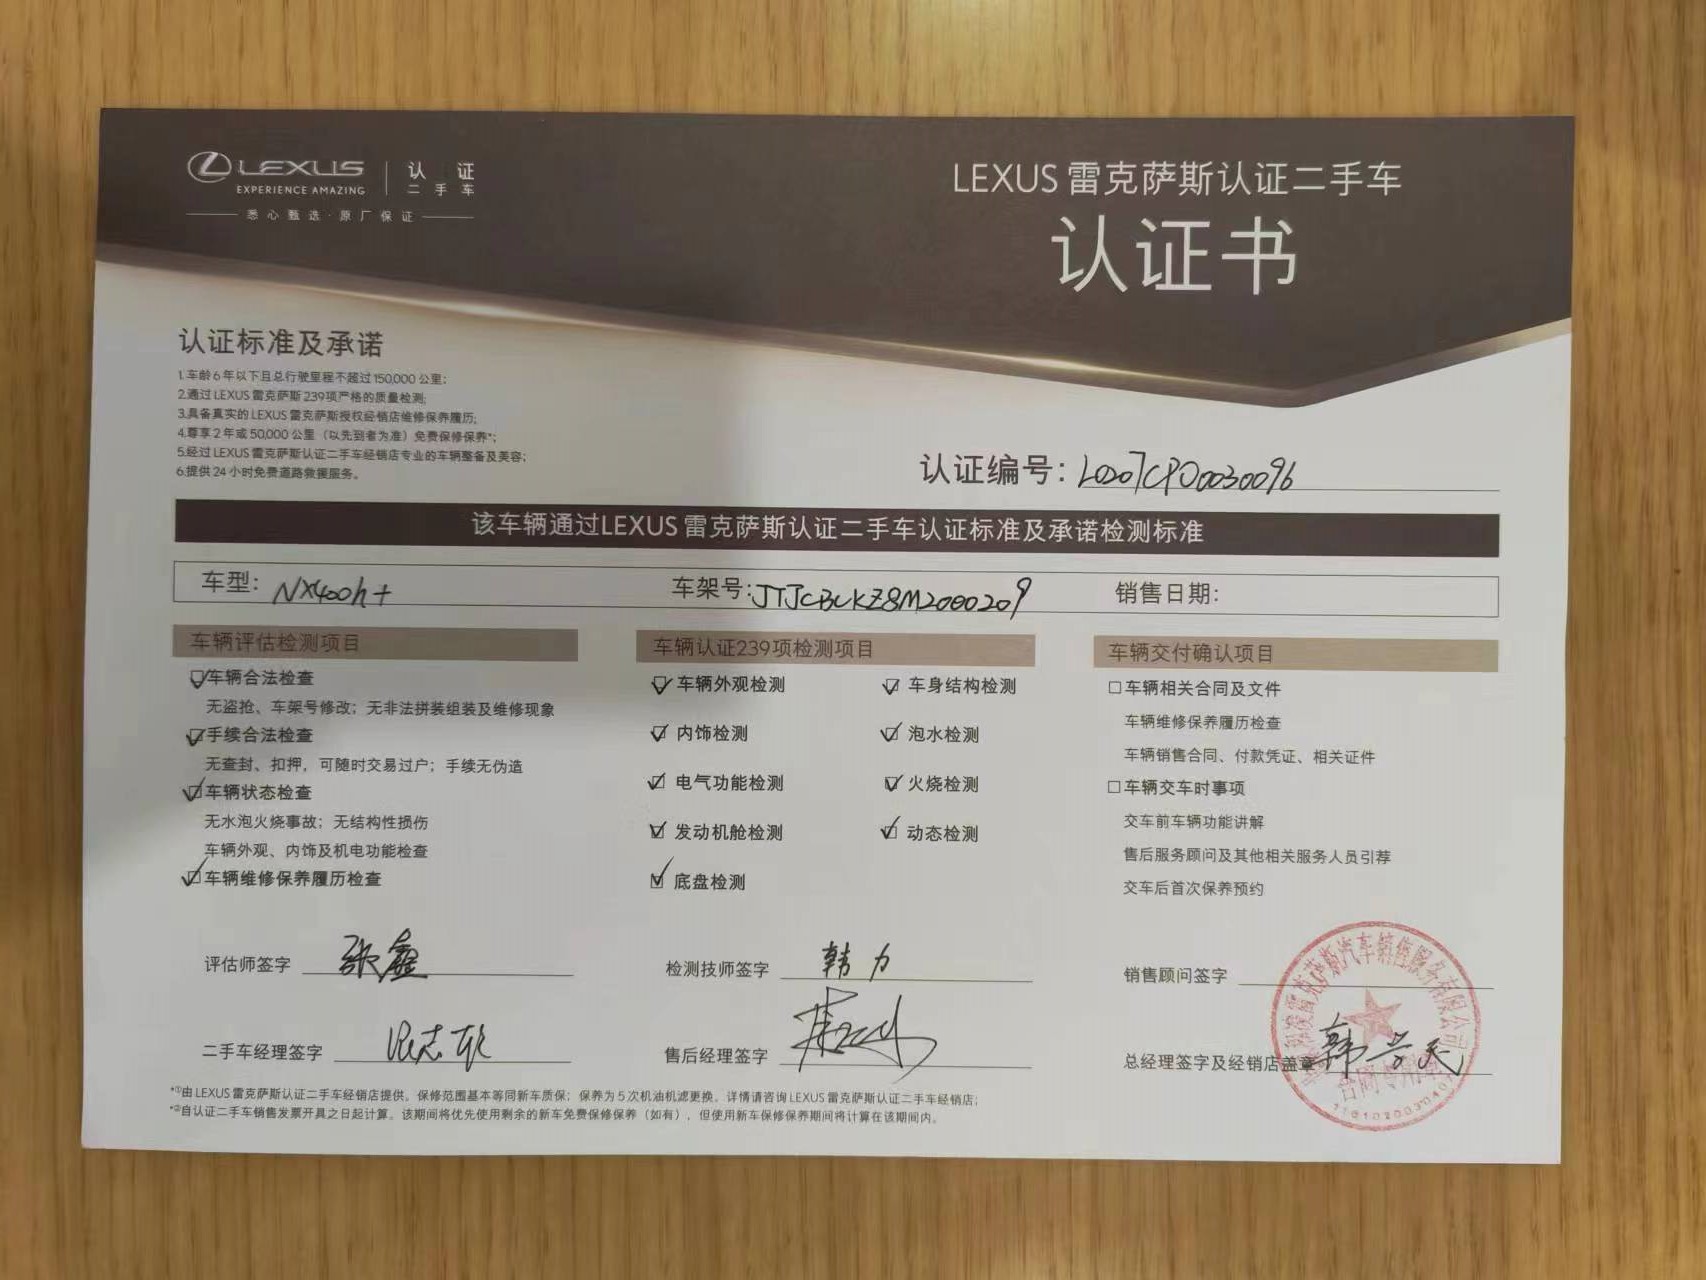 LEXUS 认证
EXPERIENCE AMAZING 二手车
悉心甄选·原厂保证
LEXUS 雷克萨斯认证二手车
认证书
认证标准及承诺
1.车龄6年以下且总行驶里程不超过150,000公里;
2.通过LEXUS雷克萨斯239项严格的质量检测;
3.具备真实的LEXUS雷克萨斯授权经销店维修保养履历;
4.尊享2年或50,000公里（以先到者为准）免费保修保养*;
5.经过LEXUS雷克萨斯认证二手车经销店专业的车辆整备及美容;
6.提供24小时免费道路救援服务。
认证编号: L0207CPO0030096
该车辆通过LEXUS雷克萨斯认证二手车认证标准及承诺检测标准
车型: NX400h+ 车架号: JTJCBCKZ8M2000209 销售日期:
车辆评估检测项目
☑车辆合法检查
无盗抢、车架号修改；无非法拼装组装及维修现象
☑手续合法检查
无查封、扣押，可随时交易过户；手续无伪造
☑车辆状态检查
无水泡火烧事故；无结构性损伤
车辆外观、内饰及机电功能检查
☑车辆维修保养履历检查
车辆认证239项检测项目
☑车辆外观检测 ☑车身结构检测
☑内饰检测 ☑泡水检测
☑电气功能检测 ☑火烧检测
☑发动机舱检测 ☑动态检测
☑底盘检测
车辆交付确认项目
□车辆相关合同及文件
车辆维修保养履历检查
车辆销售合同、付款凭证、相关证件
□车辆交车时事项
交车前车辆功能讲解
售后服务顾问及其他相关服务人员引荐
交车后首次保养预约
评估师签字 张鑫
检测技师签字 韩力
销售顾问签字
二手车经理签字
售后经理签字
总经理签字及经销店盖章
雷克萨斯汽车销售服务有限公司
*①由LEXUS雷克萨斯认证二手车经销店提供。保修范围基本等同新车质保；保养为5次机油机滤更换。详情请咨询LEXUS雷克萨斯认证二手车经销店；
*②自认证二手车销售发票开具之日起计算。该期间将优先使用剩余的新车免费保修保养（如有），但使用新车保修保养期间将计算在该期间内。